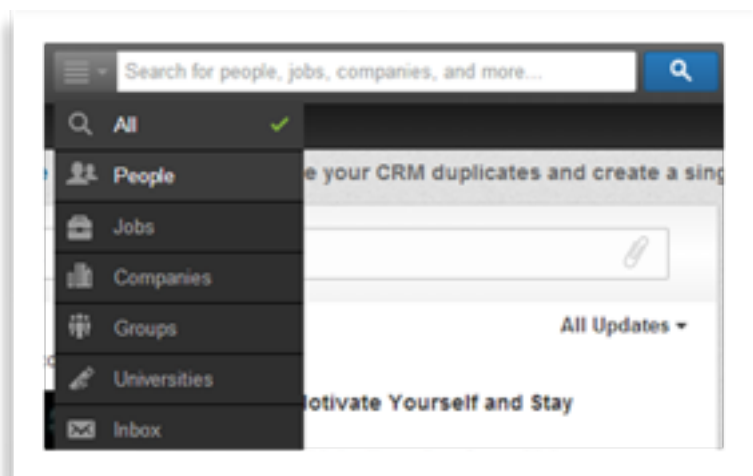 Search for people, jobs, companies, and more...
All
People
e your CRM duplicates and create a sing
Jobs
Companies
Groups
All Updates
Universities
otivate Yourself and Stay
Inbox